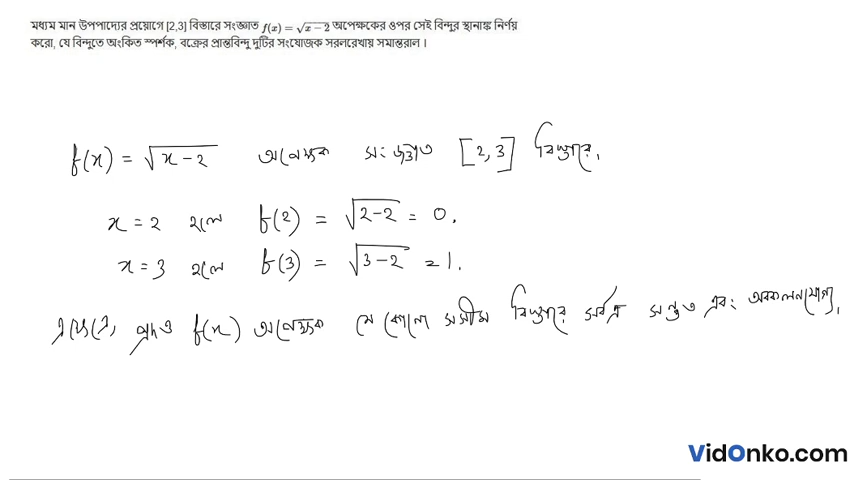 মধ্যম মান উপপাদ্যের প্রয়োগে [2,3] বিস্তারে সংজ্ঞাত f(x) = √(x−2) অপেক্ষকের ওপর সেই বিন্দুর স্থানাঙ্ক নির্ণয়
করো, যে বিন্দুতে অংকিত স্পর্শক, বক্রের প্রান্তবিন্দু দুটির সংযোজক সরলরেখায় সমান্তরাল ।
f(x) = √(x−2) অপেক্ষক সংজ্ঞাত [2,3] বিস্তারে,
x = 2 হলে f(2) = √(2−2) = 0.
x = 3 হলে f(3) = √(3−2) = 1.
প্রদত্ত f(x) অপেক্ষক যে কোনো সসীম বিস্তারে সর্বত্র সন্তত এবং অবকলনযোগ্য,
VidOnko.com